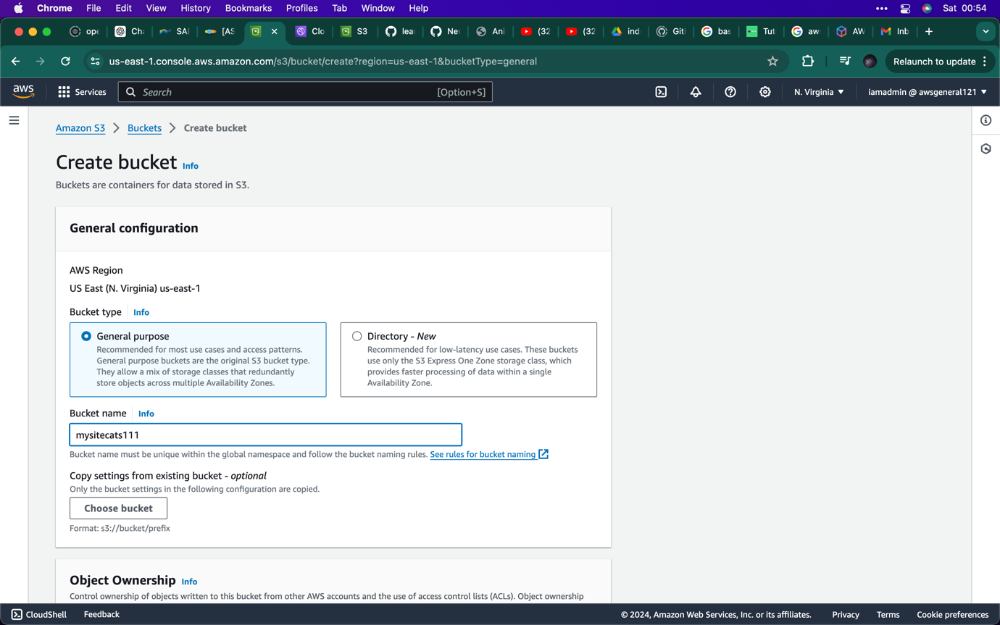 Chrome File Edit View History Bookmarks Profiles Tab Window Help ••• Sat 00:54
ope Cha SAI [AS Clo S3 lea Nev Ani (32 (32 ind Git bas Tut aw AW Inb
us-east-1.console.aws.amazon.com/s3/bucket/create?region=us-east-1&bucketType=general Relaunch to update
aws Services Search [Option+S] N. Virginia iamadmin @ awsgeneral121
Amazon S3 Buckets Create bucket
Create bucket Info
Buckets are containers for data stored in S3.
General configuration
AWS Region
US East (N. Virginia) us-east-1
Bucket type Info
General purpose
Recommended for most use cases and access patterns.
General purpose buckets are the original S3 bucket type.
They allow a mix of storage classes that redundantly
store objects across multiple Availability Zones.
Directory - New
Recommended for low-latency use cases. These buckets
use only the S3 Express One Zone storage class, which
provides faster processing of data within a single
Availability Zone.
Bucket name Info
mysitecats111
Bucket name must be unique within the global namespace and follow the bucket naming rules. See rules for bucket naming
Copy settings from existing bucket - optional
Only the bucket settings in the following configuration are copied.
Choose bucket
Format: s3://bucket/prefix
Object Ownership Info
Control ownership of objects written to this bucket from other AWS accounts and the use of access control lists (ACLs). Object ownership
CloudShell Feedback © 2024, Amazon Web Services, Inc. or its affiliates. Privacy Terms Cookie preferences